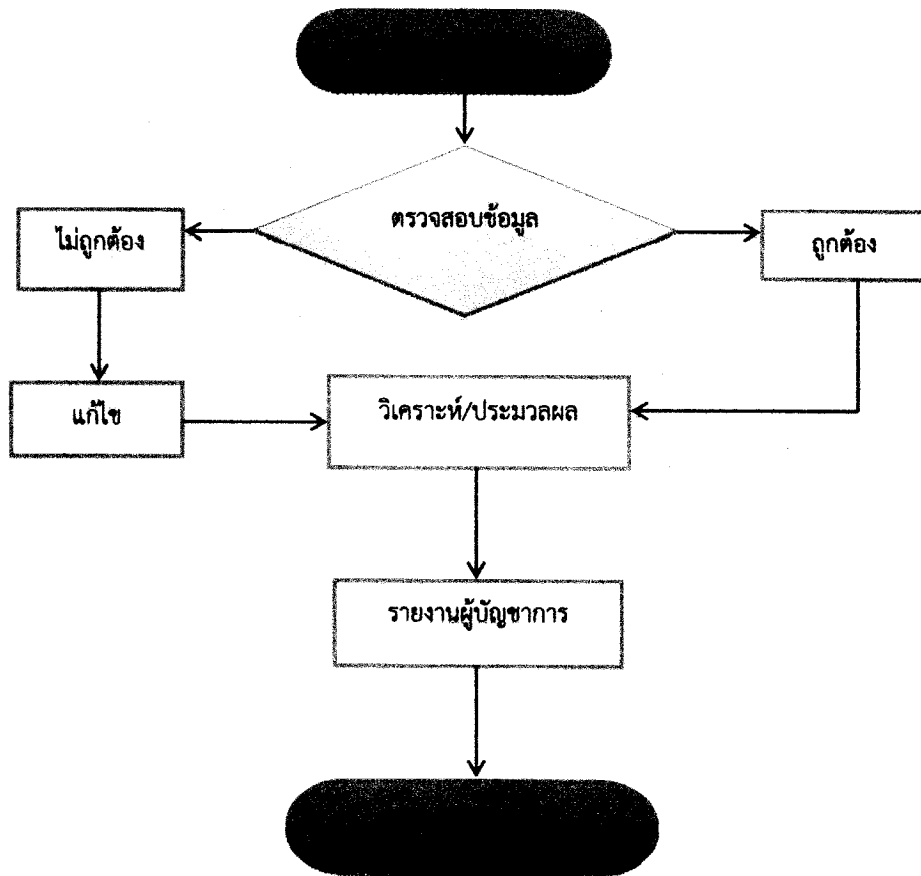 ตรวจสอบข้อมูล
ไม่ถูกต้อง
ถูกต้อง
แก้ไข
วิเคราะห์/ประมวลผล
รายงานผู้บัญชาการ